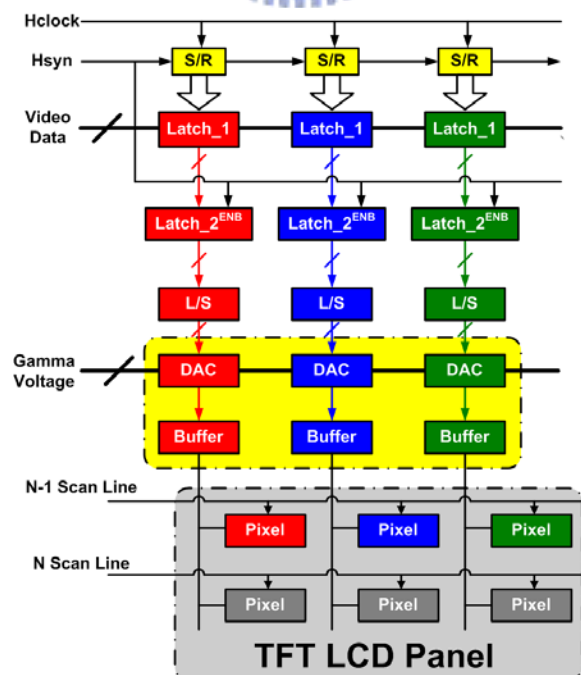 Hclock
Hsyn
S/R S/R S/R
Video
Data
Latch_1 Latch_1 Latch_1
Latch_2ENB Latch_2ENB Latch_2ENB
L/S L/S L/S
Gamma
Voltage
DAC DAC DAC
Buffer Buffer Buffer
N-1 Scan Line
Pixel Pixel Pixel
N Scan Line
Pixel Pixel Pixel
TFT LCD Panel